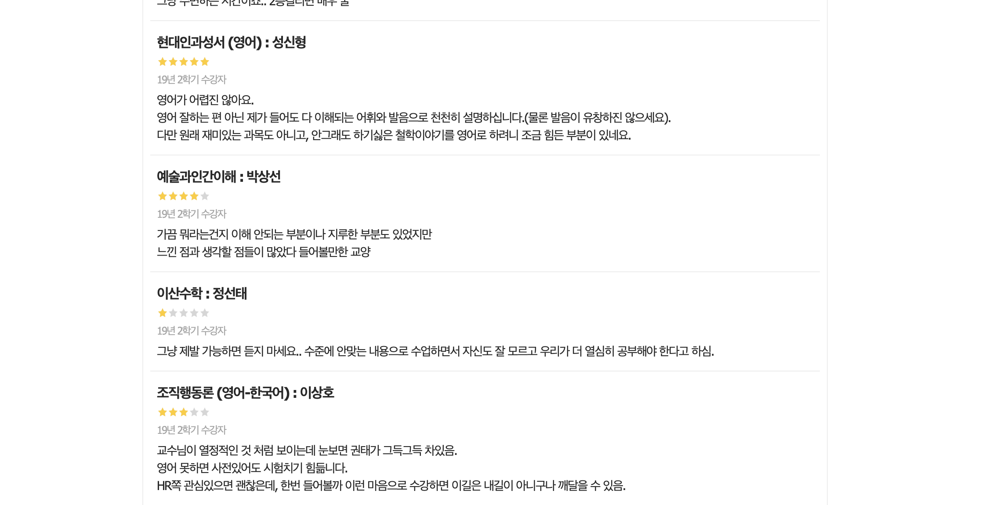 그냥 수면하는 시간이죠.. 2층걸리면 매우 꿀
현대인과성서 (영어) : 성신형
19년 2학기 수강자
영어가 어렵진 않아요.
영어 잘하는 편 아닌 제가 들어도 다 이해되는 어휘와 발음으로 천천히 설명하십니다.(물론 발음이 유창하진 않으세요).
다만 원래 재미있는 과목도 아니고, 안그래도 하기싫은 철학이야기를 영어로 하려니 조금 힘든 부분이 있네요.
예술과인간이해 : 박상선
19년 2학기 수강자
가끔 뭐라는건지 이해 안되는 부분이나 지루한 부분도 있었지만
느낀 점과 생각할 점들이 많았다 들어볼만한 교양
이산수학 : 정선태
19년 2학기 수강자
그냥 제발 가능하면 듣지 마세요.. 수준에 안맞는 내용으로 수업하면서 자신도 잘 모르고 우리가 더 열심히 공부해야 한다고 하심.
조직행동론 (영어-한국어) : 이상호
19년 2학기 수강자
교수님이 열정적인 것 처럼 보이는데 눈보면 권태가 그득그득 차있음.
영어 못하면 사전있어도 시험치기 힘듦니다.
HR쪽 관심있으면 괜찮은데, 한번 들어볼까 이런 마음으로 수강하면 이길은 내길이 아니구나 깨달을 수 있음.